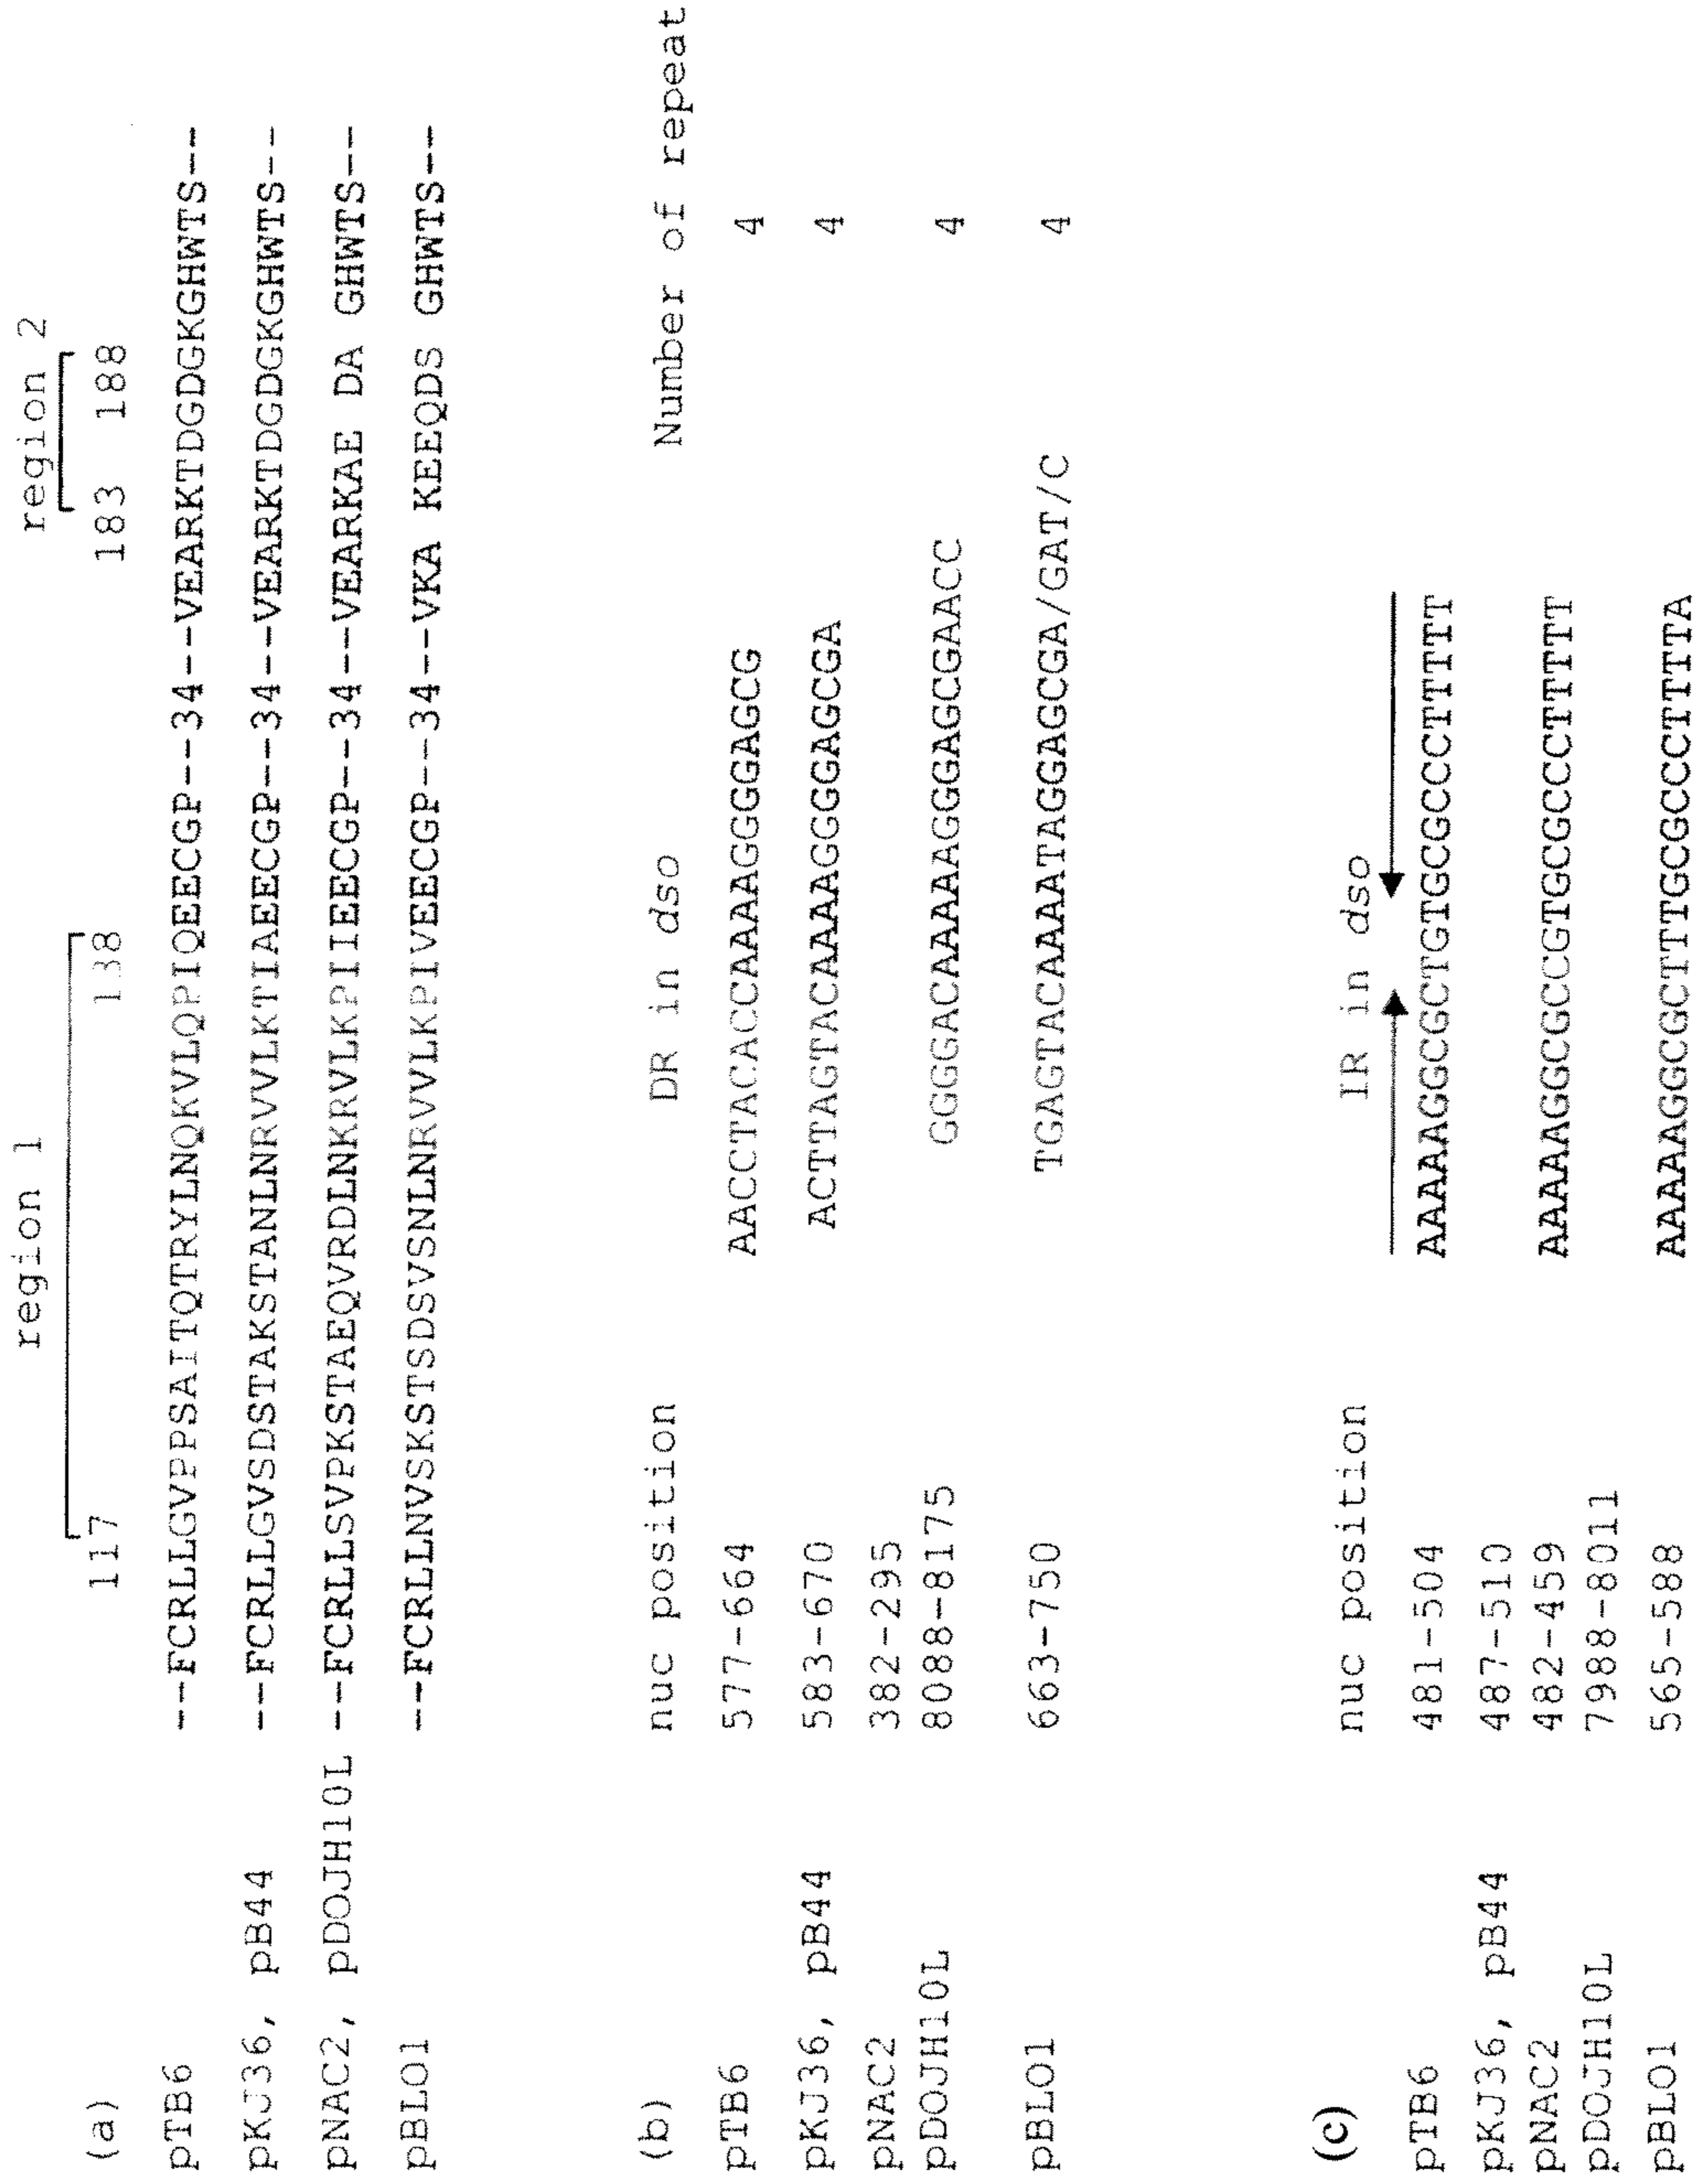 region 1 region 2
(a) 117 138 183 188
pTB6 --FCRLLGVPPSAITQTRYLNQKVLQPIQEECGP--34--VEARKTDGDGKGHWTS--
pKJ36, pB44 --FCRLLGVSDSTAKSTANLNRVVLKTIAEECGP--34--VEARKTDGDGKGHWTS--
pNAC2, pDOJH10L --FCRLLSVPKSTAEQVRDLNKRVLKPIIEECGP--34--VEARKAE DA GHWTS--
pBLO1 --FCRLLNVSKSTSDSVSNLNRVVLKPIVEECGP--34--VKA KEEQDS GHWTS--
(b) nuc position DR in dso Number of repeat
pTB6 577-664 AACCTACACCAAAAGGGGAGCG 4
pKJ36, pB44 583-670 ACTTAGTACAAAAGGGGAGCGA 4
pNAC2 382-295
pDOJH10L 8088-8175 GGGGACAAAAAGGGAGCGAACC 4
pBLO1 663-750 TGAGTACAAATAGGAGCGA/GAT/C 4
(c) nuc position IR in dso
pTB6 481-504 AAAAAGGCGCTGTGCGCCCTTTTT
pKJ36, pB44 487-510
pNAC2 482-459 AAAAAGGCGCCGTGCGCCCTTTTT
pDOJH10L 7988-8011
pBLO1 565-588 AAAAAGGCGCTTTGCGCCCTTTTA